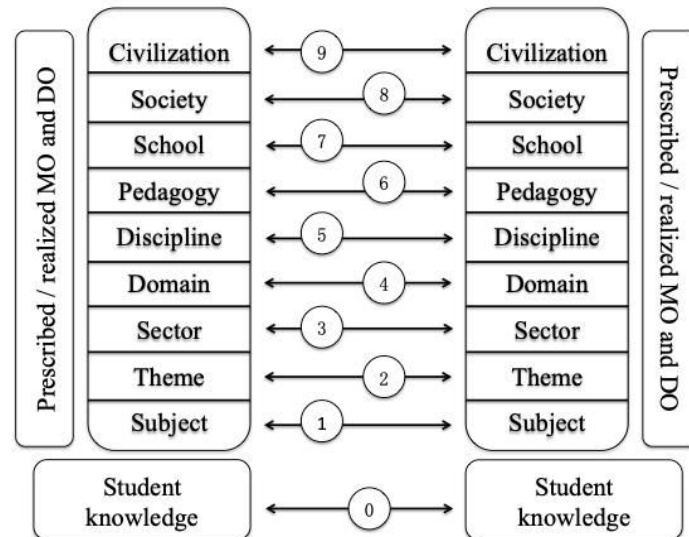 Prescribed / realized MO and DO
Civilization
9
Civilization
Society
8
Society
School
7
School
Pedagogy
6
Pedagogy
Discipline
5
Discipline
Domain
4
Domain
Sector
3
Sector
Theme
2
Theme
Subject
1
Subject
Student
knowledge
0
Student
knowledge
Prescribed / realized MO and DO